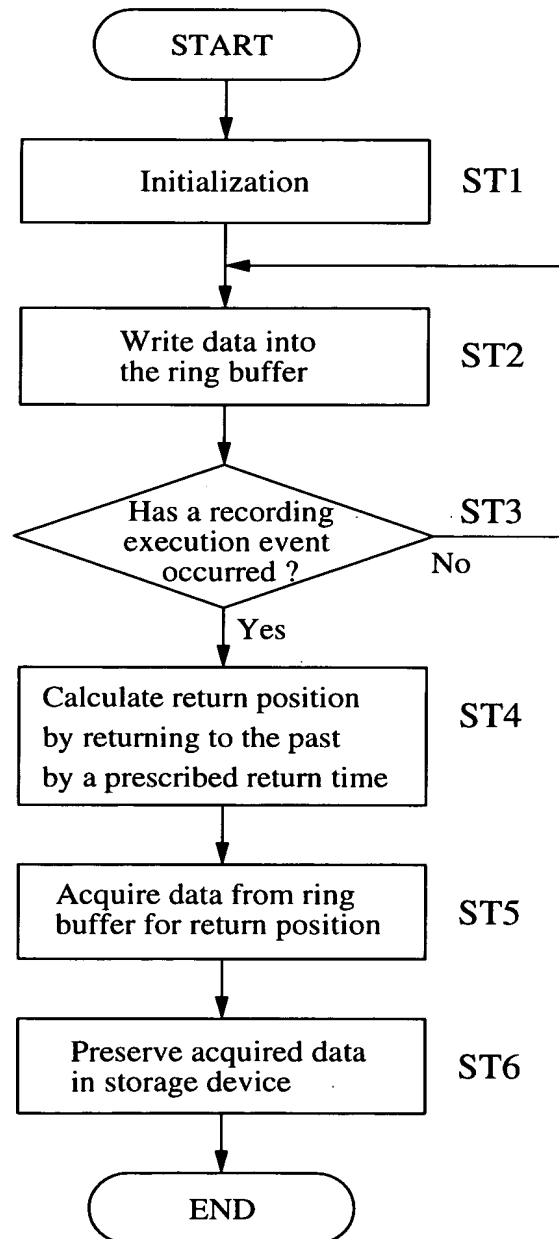 START
Initialization
ST1
Write data into
the ring buffer
ST2
Has a recording
execution event
occurred ?
ST3
No
Yes
Calculate return position
by returning to the past
by a prescribed return time
ST4
Acquire data from ring
buffer for return position
ST5
Preserve acquired data
in storage device
ST6
END